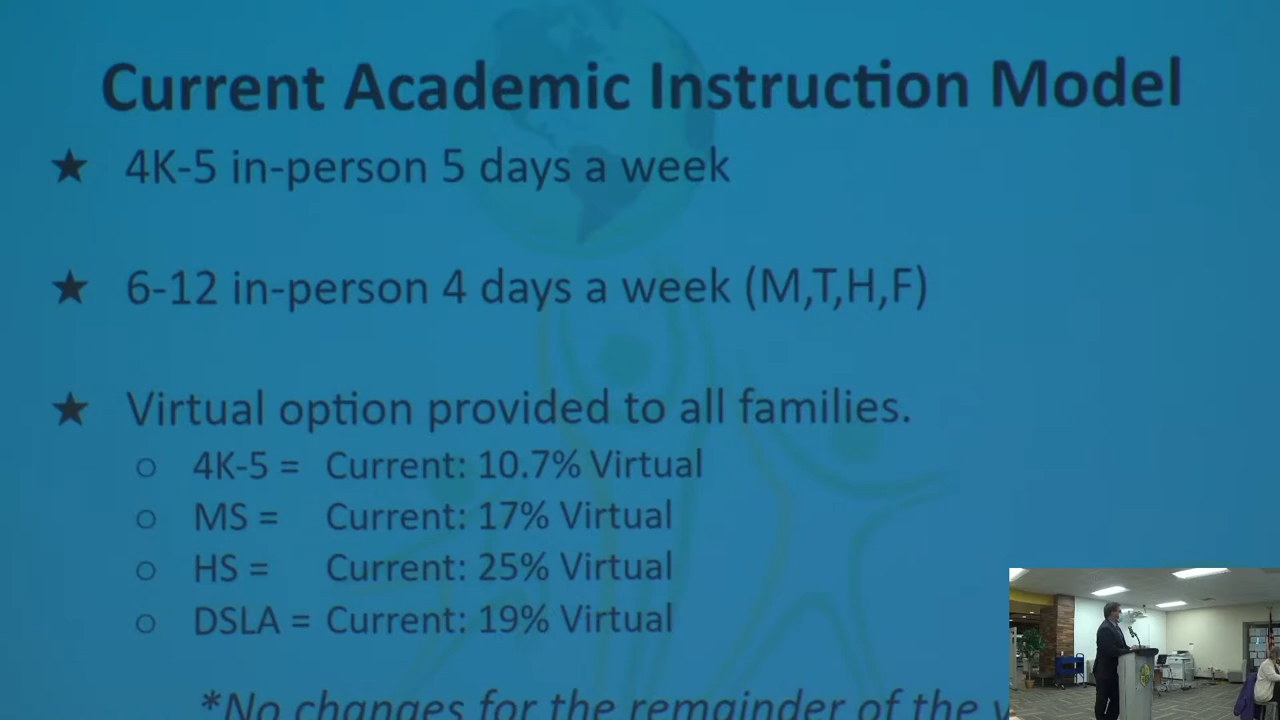 Current Academic Instruction Model
★ 4K-5 in-person 5 days a week
★ 6-12 in-person 4 days a week (M,T,H,F)
★ Virtual option provided to all families.
○ 4K-5 = Current: 10.7% Virtual
○ MS = Current: 17% Virtual
○ HS = Current: 25% Virtual
○ DSLA = Current: 19% Virtual
*No changes for the remainder of the